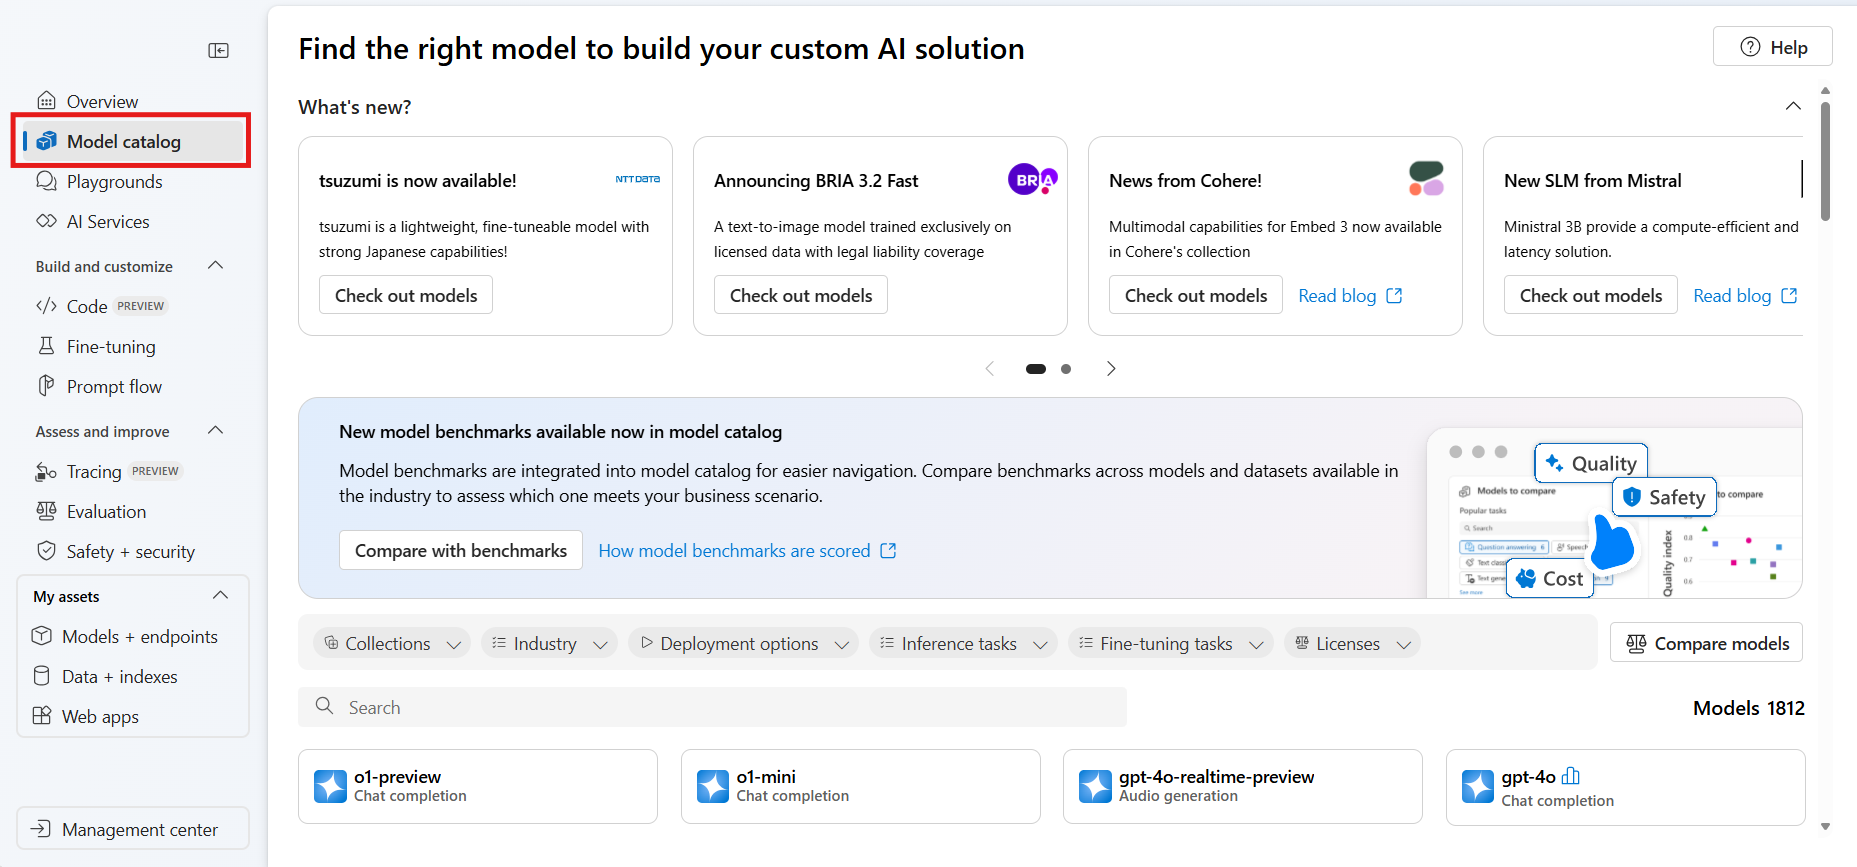 Overview
Model catalog
Playgrounds
AI Services
Build and customize
Code PREVIEW
Fine-tuning
Prompt flow
Assess and improve
Tracing PREVIEW
Evaluation
Safety + security
My assets
Models + endpoints
Data + indexes
Web apps
Management center
Find the right model to build your custom AI solution
Help
What's new?
tsuzumi is now available!
NTT DATA
tsuzumi is a lightweight, fine-tuneable model with
strong Japanese capabilities!
Check out models
Announcing BRIA 3.2 Fast
BRIA
A text-to-image model trained exclusively on
licensed data with legal liability coverage
Check out models
News from Cohere!
Multimodal capabilities for Embed 3 now available
in Cohere's collection
Check out models
Read blog
New SLM from Mistral
Ministral 3B provide a compute-efficient and
latency solution.
Check out models
Read blog
New model benchmarks available now in model catalog
Model benchmarks are integrated into model catalog for easier navigation. Compare benchmarks across models and datasets available in
the industry to assess which one meets your business scenario.
Compare with benchmarks
How model benchmarks are scored
Quality
Safety
Cost
Models to compare
Popular tasks
Search
Question answering 6
Speech
Text class
Text gene
See more
to compare
Quality index
0.8
0.7
0.6
Collections
Industry
Deployment options
Inference tasks
Fine-tuning tasks
Licenses
Compare models
Search
Models 1812
o1-preview
Chat completion
o1-mini
Chat completion
gpt-4o-realtime-preview
Audio generation
gpt-4o
Chat completion